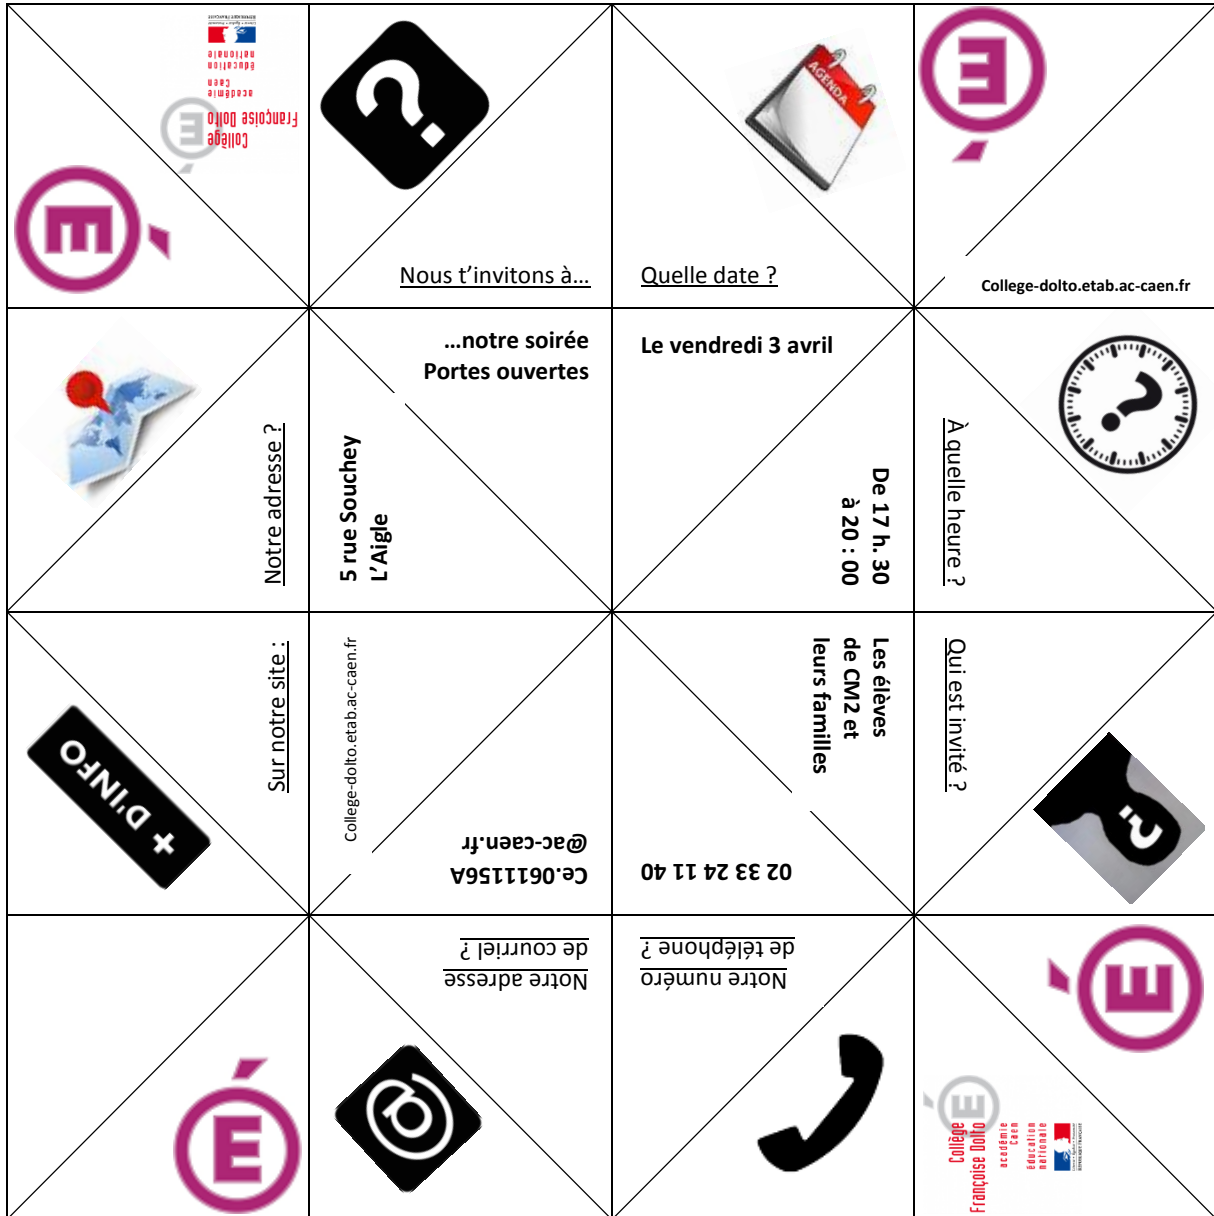 Collège
Françoise Dolto
académie
Caen
éducation
nationale
RÉPUBLIQUE FRANÇAISE
É
?
Nous t’invitons à...
AGENDA
Quelle date ?
É
College-dolto.etab.ac-caen.fr
Notre adresse ?
...notre soirée
Portes ouvertes
5 rue Souchey
L’Aigle
Le vendredi 3 avril
De 17 h. 30
à 20 : 00
À quelle heure ?
?
Sur notre site :
+ D'INFO
College-dolto.etab.ac-caen.fr
Ce.0611156A
@ac-caen.fr
Les élèves
de CM2 et
leurs familles
02 33 24 11 40
Qui est invité ?
?
É
Notre adresse
de courriel ?
@
Notre numéro
de téléphone ?
É
Collège
Françoise Dolto
académie
Caen
éducation
nationale
RÉPUBLIQUE FRANÇAISE